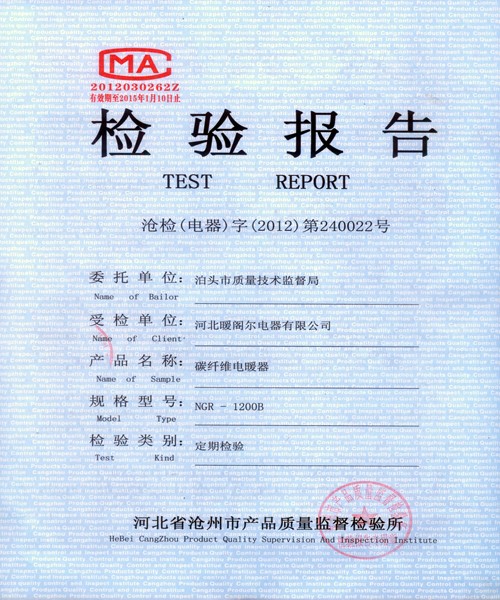 CMA
2012030262Z
有效期至2015年1月10日止
检验报告
TEST REPORT
沧检(电器)字(2012)第240022号
委托单位: 泊头市质量技术监督局
Name of Bailor
受检单位: 河北暖阁尔电器有限公司
Name of Client
产品名称: 碳纤维电暖器
Name of Sample
规格型号: NGR - 1200B
Model Type
检验类别: 定期检验
Test Kind
河北省沧州市产品质量监督检验所
HeBei CangZhou Product Quality Supervision And Inspection Institute